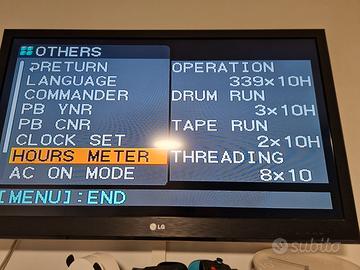 OTHERS
RETURN
LANGUAGE
COMMANDER
PB YNR
PB CNR
CLOCK SET
HOURS METER
AC ON MODE
OPERATION
339×10H
DRUM RUN
3×10H
TAPE RUN
2×10H
THREADING
8×10
[MENU]:END
LG
subito